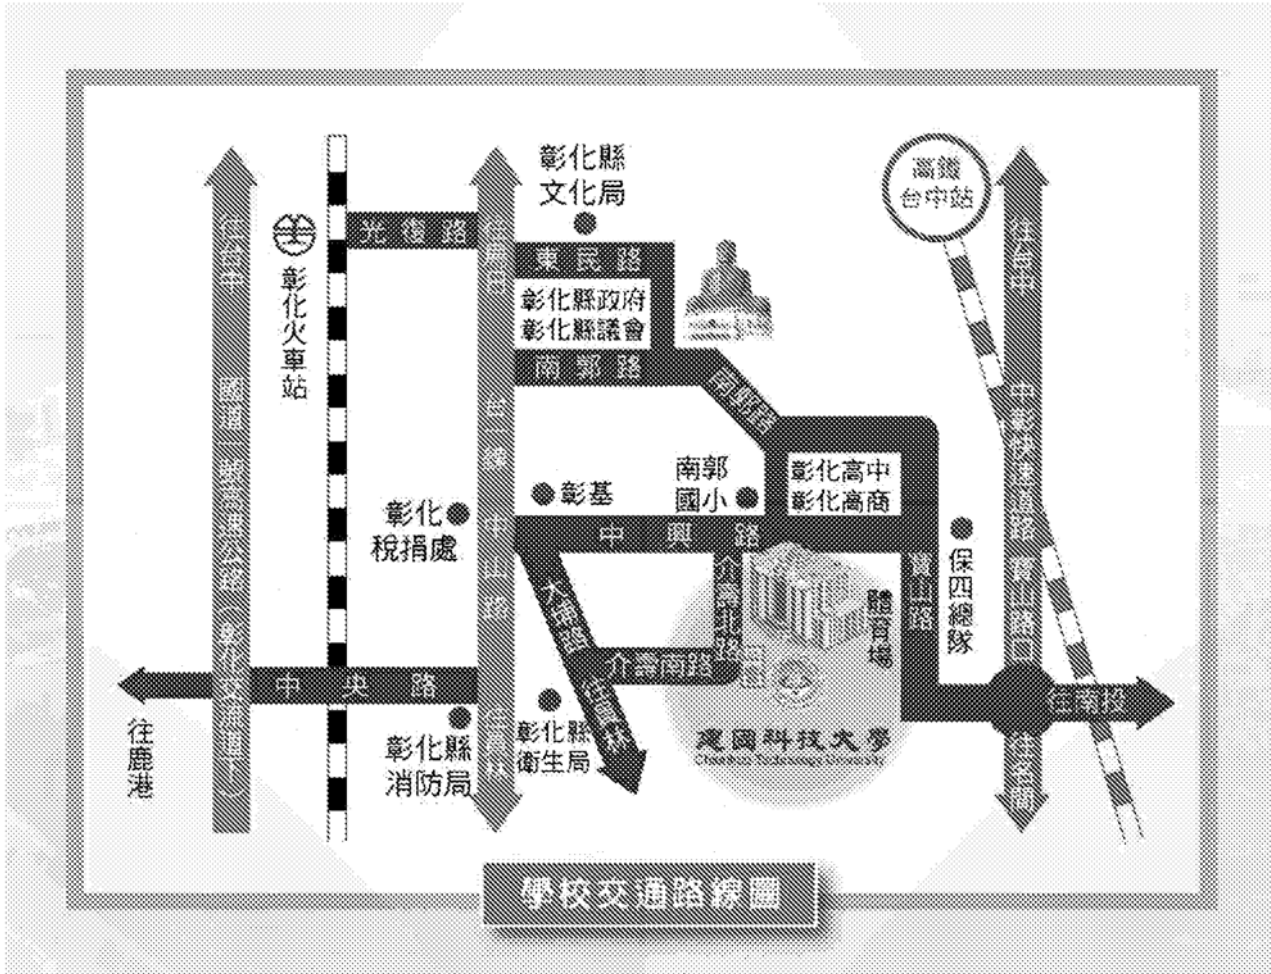 彰化縣
文化局
高鐵
台中站
往台中
光復路
往台中
東民路
彰化火車站
彰化縣政府
彰化縣議會
南郭路
南郭路
國道一號高速公路(彰化交流道下)
中彰快速道路
南郭
國小
彰化高中
彰化高商
彰基
彰化
稅捐處
中山路
中興路
大埔路
介壽北路
體育場
寶山路
保四總隊
寶山路口
介壽南路
中央路
往南投
往鹿港
彰化縣
消防局
往員林
彰化縣
衛生局
往員林
建國科技大學
Chienkuo Technology University
往名間
學校交通路線圖